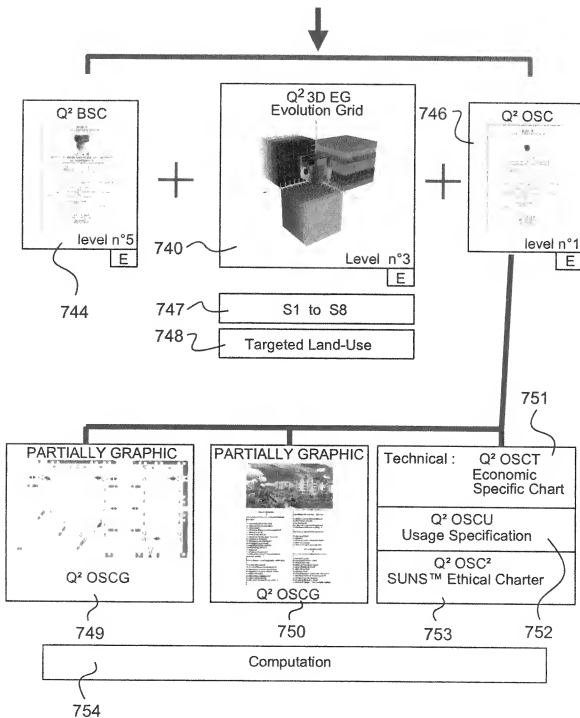 Q² BSC
level n°5
E
744
Q² 3D EG
Evolution Grid
Level n°3
E
740
746
Q² OSC
level n°1
E
747
S1 to S8
748
Targeted Land-Use
PARTIALLY GRAPHIC
Q² OSCG
749
PARTIALLY GRAPHIC
Q² OSCG
750
751
Technical : Q² OSCT
Economic
Specific Chart
Q² OSCU
Usage Specification
Q² OSC²
SUNS™ Ethical Charter
753
752
Computation
754